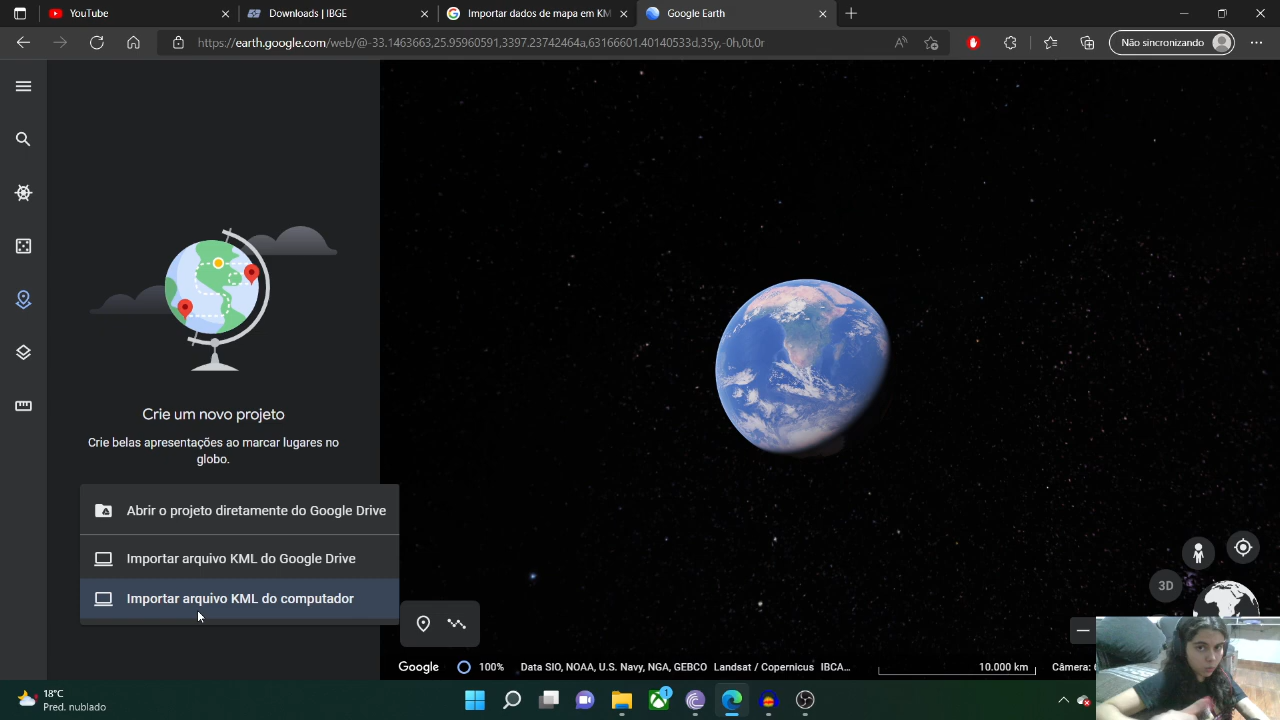 YouTube
Downloads | IBGE
Importar dados de mapa em KM
Google Earth
https://earth.google.com/web/@-33.1463663,25.95960591,3397.23742464a,63166601.40140533d,35y,-0h,0t,0r
Não sincronizando
Crie um novo projeto
Crie belas apresentações ao marcar lugares no
globo.
Abrir o projeto diretamente do Google Drive
Importar arquivo KML do Google Drive
Importar arquivo KML do computador
3D
Google 100% Data SIO, NOAA, U.S. Navy, NGA, GEBCO Landsat / Copernicus IBCA... 10.000 km Câmera:
18°C
Pred. nublado
1